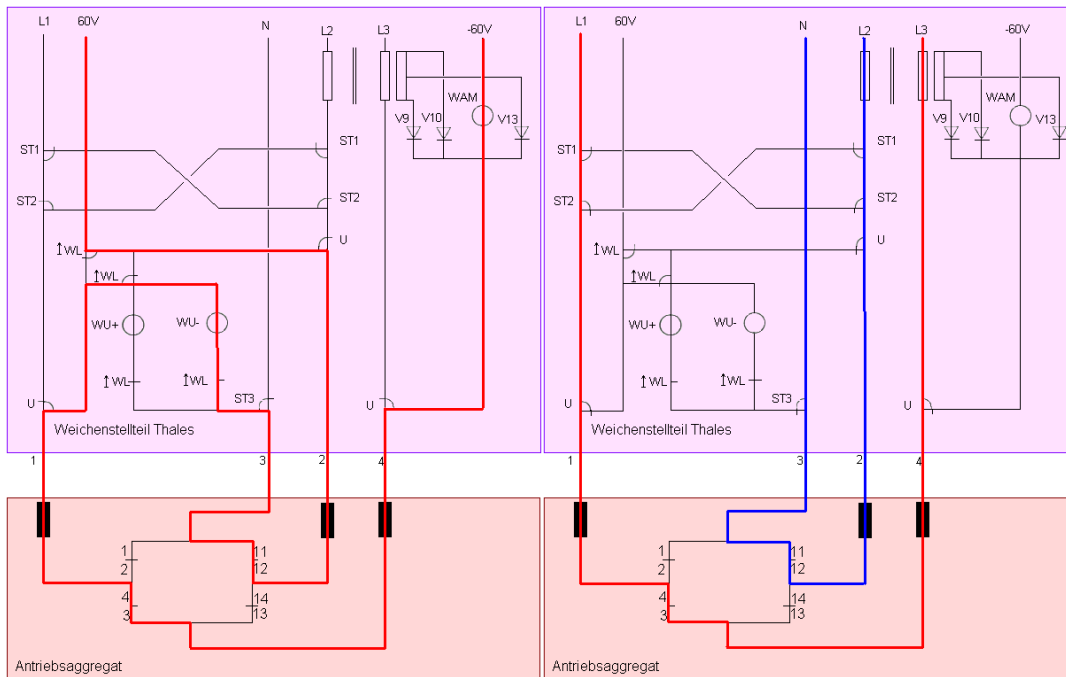 L1 60V N L2 L3 -60V
WAM
V9 V10 V13
ST1 ST1
ST2 ST2
U
↑WL
↑WL
WU+ WU-
↑WL ↑WL
U ST3 U
Weichenstellteil Thales
1 3 2 4
1 11
2 12
4 14
3 13
Antriebsaggregat
L1 60V N L2 L3 -60V
WAM
V9 V10 V13
ST1 ST1
ST2 ST2
U
↑WL
↑WL
WU+ WU-
↑WL ↑WL
U ST3 U
Weichenstellteil Thales
1 3 2 4
1 11
2 12
4 14
3 13
Antriebsaggregat